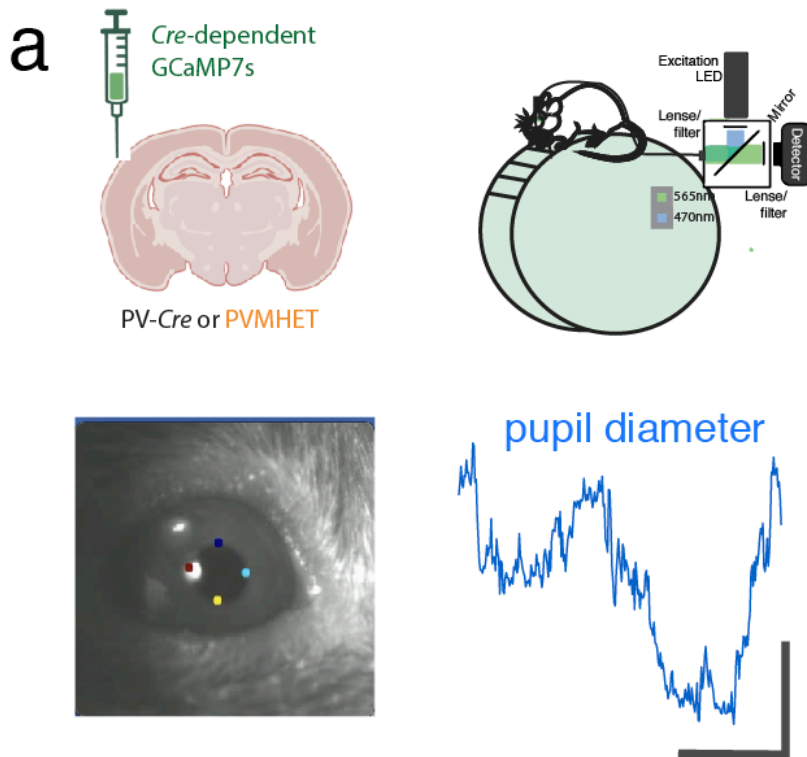 a
Cre-dependent
GCaMP7s
PV-Cre or PVMHET
Excitation
LED
Mirror
Lense/
filter
Detector
Lense/
filter
565nm
470nm
pupil diameter